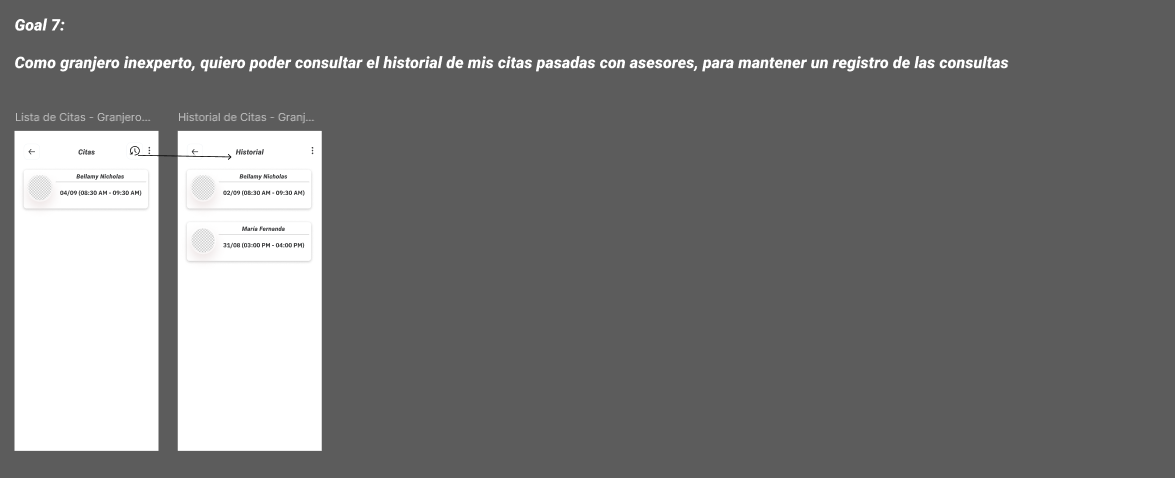 Goal 7:
Como granjero inexperto, quiero poder consultar el historial de mis citas pasadas con asesores, para mantener un registro de las consultas
Lista de Citas - Granjero...
Citas
Bellamy Nicholas
04/09 (08:30 AM - 09:30 AM)
Historial de Citas - Granj...
Historial
Bellamy Nicholas
02/09 (08:30 AM - 09:30 AM)
Maria Fernanda
31/08 (03:00 PM - 04:00 PM)